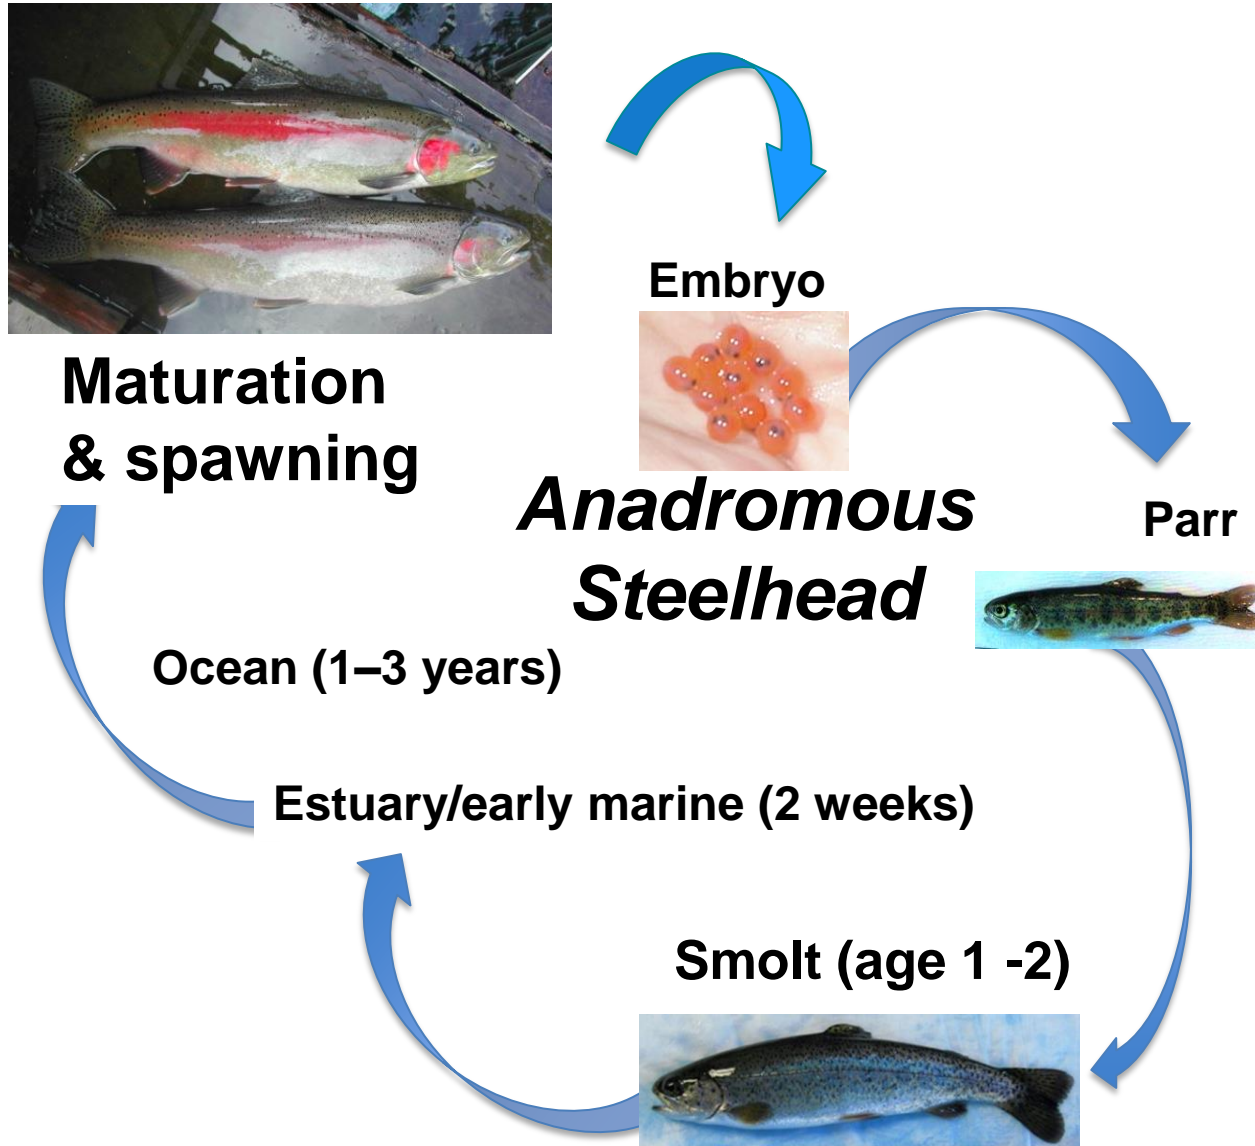 Embryo
Maturation
& spawning
Anadromous
Steelhead
Parr
Ocean (1–3 years)
Estuary/early marine (2 weeks)
Smolt (age 1 -2)